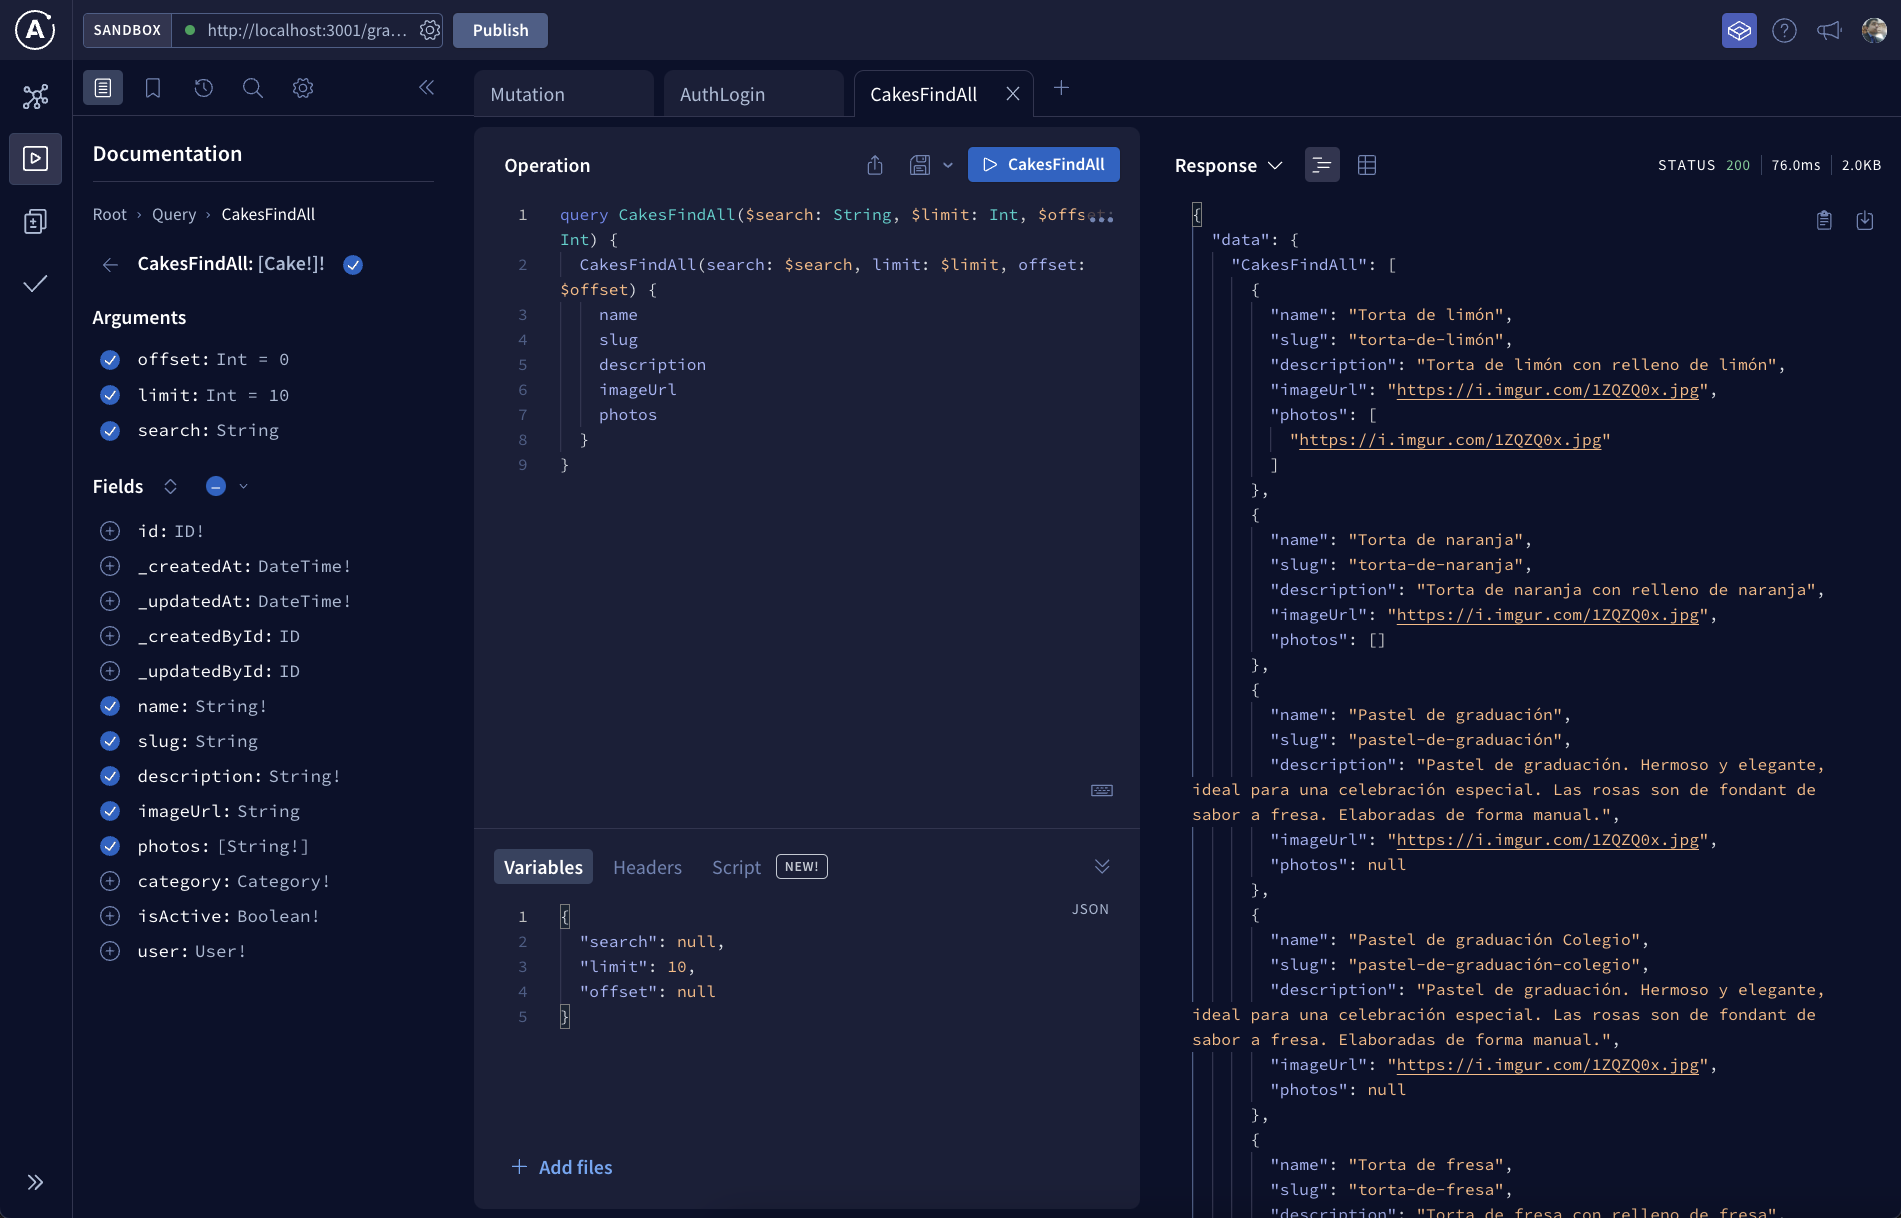 SANDBOX
http://localhost:3001/gra...
Publish
Mutation
AuthLogin
CakesFindAll
Documentation
Root › Query › CakesFindAll
CakesFindAll: [Cake!]!
Arguments
offset: Int = 0
limit: Int = 10
search: String
Fields
id: ID!
_createdAt: DateTime!
_updatedAt: DateTime!
_createdById: ID
_updatedById: ID
name: String!
slug: String
description: String!
imageUrl: String
photos: [String!]
category: Category!
isActive: Boolean!
user: User!
Operation
CakesFindAll
1 query CakesFindAll($search: String, $limit: Int, $offset:
Int) {
2 CakesFindAll(search: $search, limit: $limit, offset:
$offset) {
3 name
4 slug
5 description
6 imageUrl
7 photos
8 }
9 }
Variables
Headers
Script
NEW!
JSON
1 {
2 "search": null,
3 "limit": 10,
4 "offset": null
5 }
Add files
Response
STATUS 200
76.0ms
2.0KB
{
"data": {
"CakesFindAll": [
{
"name": "Torta de limón",
"slug": "torta-de-limón",
"description": "Torta de limón con relleno de limón",
"imageUrl": "https://i.imgur.com/1ZQZQ0x.jpg",
"photos": [
"https://i.imgur.com/1ZQZQ0x.jpg"
]
},
{
"name": "Torta de naranja",
"slug": "torta-de-naranja",
"description": "Torta de naranja con relleno de naranja",
"imageUrl": "https://i.imgur.com/1ZQZQ0x.jpg",
"photos": []
},
{
"name": "Pastel de graduación",
"slug": "pastel-de-graduación",
"description": "Pastel de graduación. Hermoso y elegante,
ideal para una celebración especial. Las rosas son de fondant de
sabor a fresa. Elaboradas de forma manual.",
"imageUrl": "https://i.imgur.com/1ZQZQ0x.jpg",
"photos": null
},
{
"name": "Pastel de graduación Colegio",
"slug": "pastel-de-graduación-colegio",
"description": "Pastel de graduación. Hermoso y elegante,
ideal para una celebración especial. Las rosas son de fondant de
sabor a fresa. Elaboradas de forma manual.",
"imageUrl": "https://i.imgur.com/1ZQZQ0x.jpg",
"photos": null
},
{
"name": "Torta de fresa",
"slug": "torta-de-fresa",
"description": "Torta de fresa con relleno de fresa",